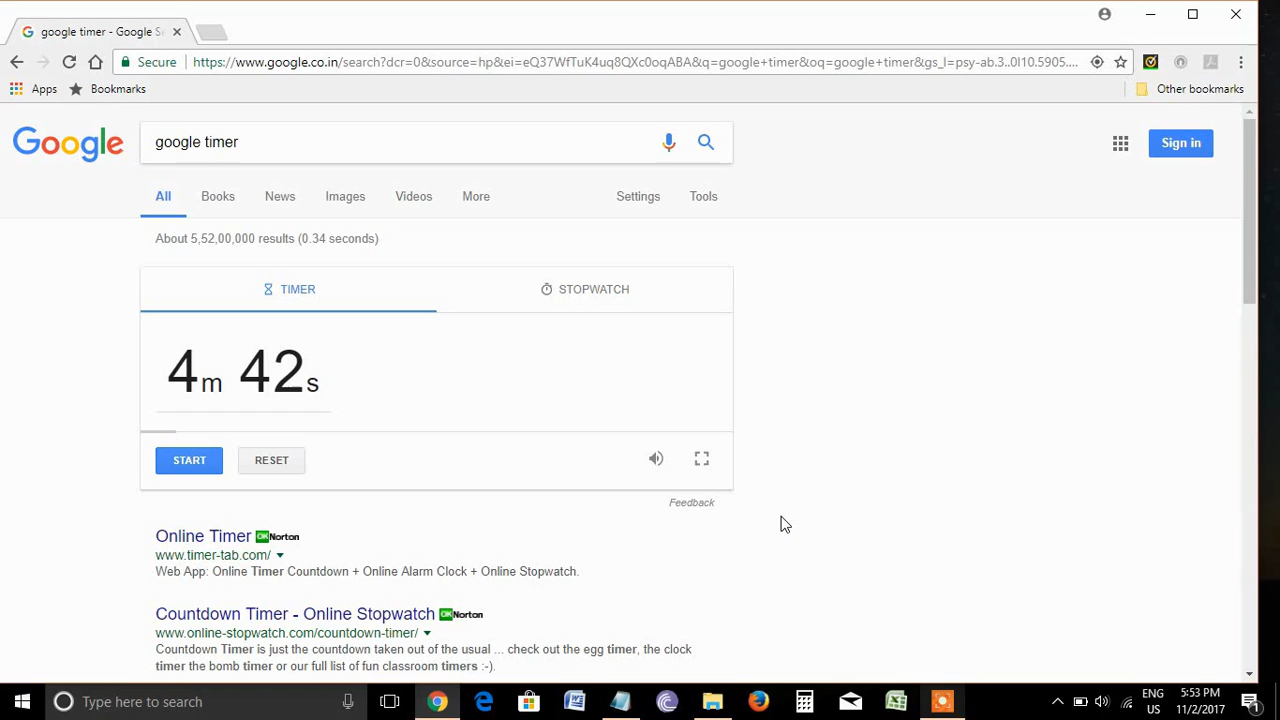 google timer - Google S
Secure
https://www.google.co.in/search?dcr=0&source=hp&ei=eQ37WfTuK4uq8QXc0oqABA&q=google+timer&oq=google+timer&gs_l=psy-ab.3..0l10.5905....
Apps
Bookmarks
Other bookmarks
Google
google timer
Sign in
All Books News Images Videos More Settings Tools
About 5,52,00,000 results (0.34 seconds)
TIMER
STOPWATCH
4m 42s
START
RESET
Feedback
Online Timer OK Norton
www.timer-tab.com/
Web App: Online Timer Countdown + Online Alarm Clock + Online Stopwatch.
Countdown Timer - Online Stopwatch OK Norton
www.online-stopwatch.com/countdown-timer/
Countdown Timer is just the countdown taken out of the usual ... check out the egg timer, the clock
timer the bomb timer or our full list of fun classroom timers :-).
Type here to search
ENG
US
5:53 PM
11/2/2017
1